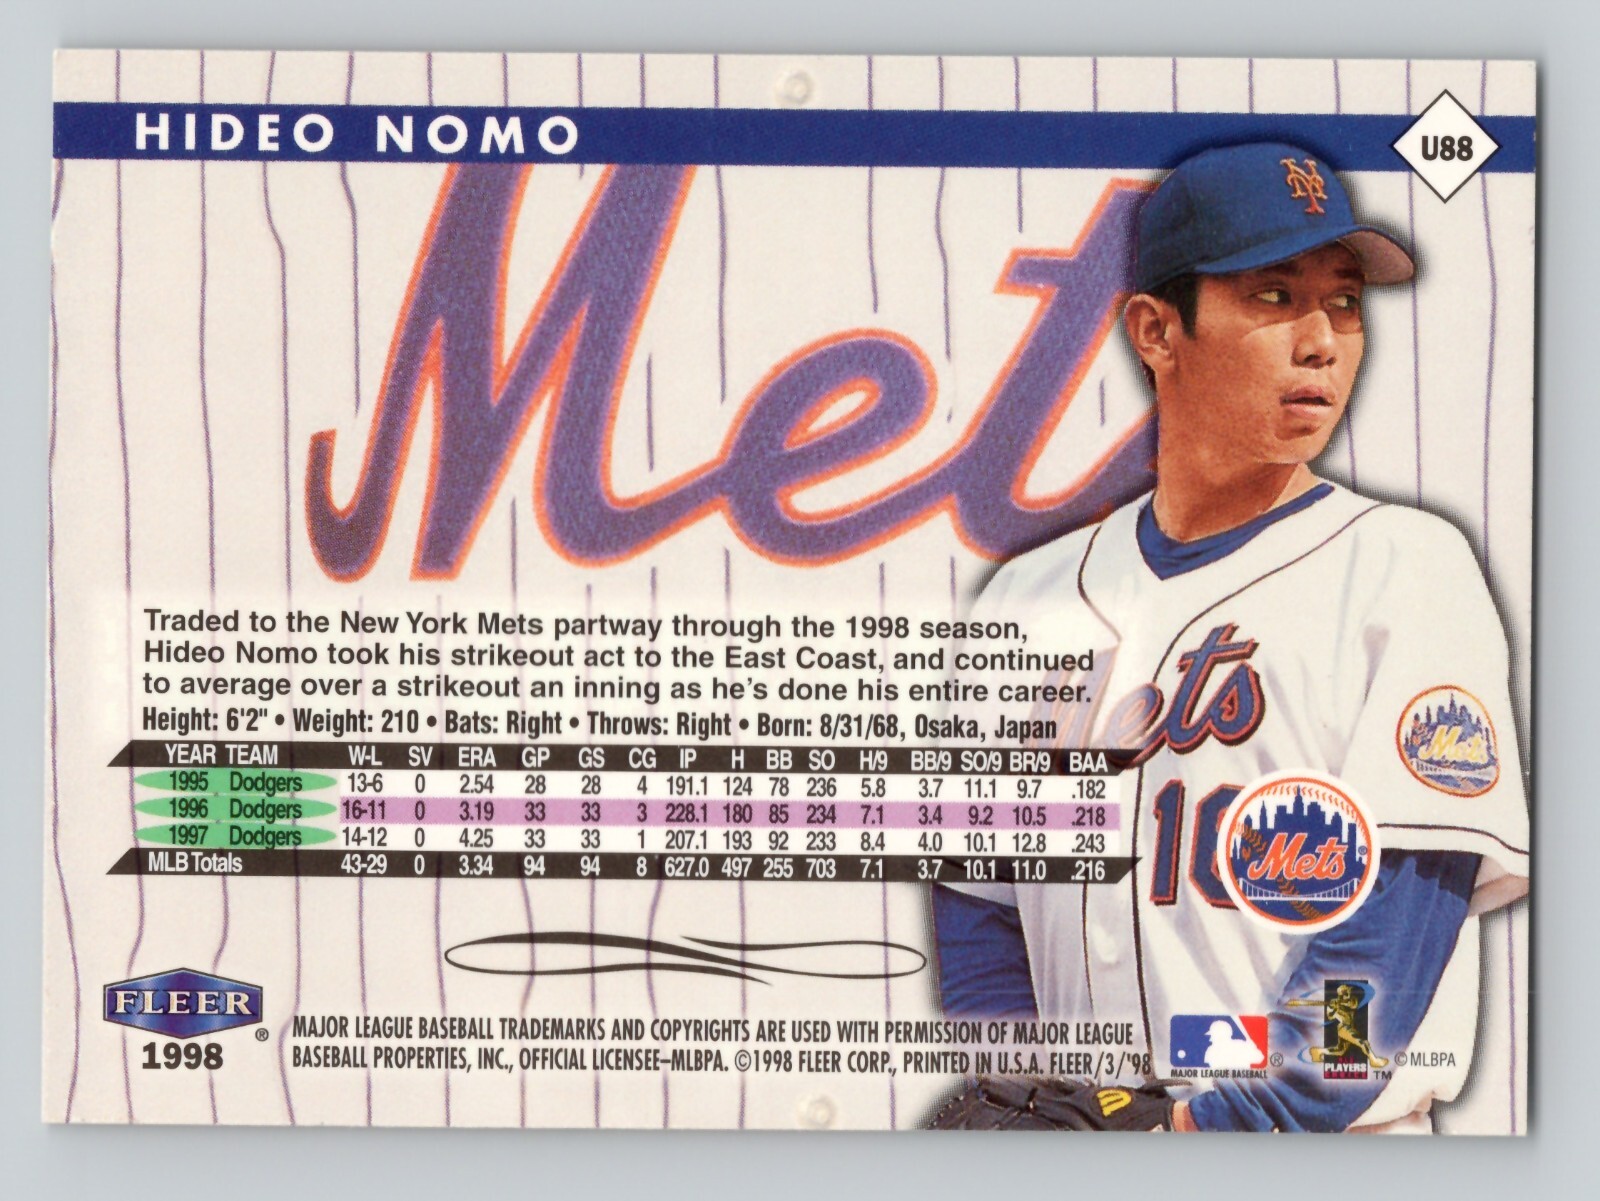 HIDEO NOMO
U88
Mets
Traded to the New York Mets partway through the 1998 season,
Hideo Nomo took his strikeout act to the East Coast, and continued
to average over a strikeout an inning as he's done his entire career.
Height: 6'2" • Weight: 210 • Bats: Right • Throws: Right • Born: 8/31/68, Osaka, Japan
YEAR TEAM W-L SV ERA GP GS CG IP H BB SO H/9 BB/9 SO/9 BR/9 BAA
1995 Dodgers 13-6 0 2.54 28 28 4 191.1 124 78 236 5.8 3.7 11.1 9.7 .182
1996 Dodgers 16-11 0 3.19 33 33 3 228.1 180 85 234 7.1 3.4 9.2 10.5 .218
1997 Dodgers 14-12 0 4.25 33 33 1 207.1 193 92 233 8.4 4.0 10.1 12.8 .243
MLB Totals 43-29 0 3.34 94 94 8 627.0 497 255 703 7.1 3.7 10.1 11.0 .216
Mets
10
Mets
Mets®
FLEER®
1998
MAJOR LEAGUE BASEBALL TRADEMARKS AND COPYRIGHTS ARE USED WITH PERMISSION OF MAJOR LEAGUE
BASEBALL PROPERTIES, INC., OFFICIAL LICENSEE–MLBPA. ©1998 FLEER CORP., PRINTED IN U.S.A. FLEER/3/'98
®
MAJOR LEAGUE BASEBALL
PLAYERS
CHOICE
TM
©MLBPA